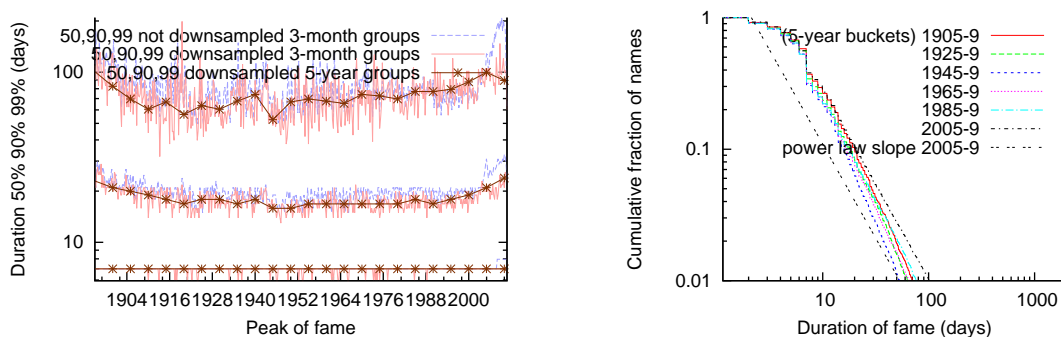 50,90,99 not downsampled 3-month groups
50,90,99 downsampled 3-month groups
50,90,99 downsampled 5-year groups
100
10
Duration 50% 90% 99% (days)
1904 1916 1928 1940 1952 1964 1976 1988 2000
Peak of fame
(5-year buckets) 1905-9
1925-9
1945-9
1965-9
1985-9
2005-9
power law slope 2005-9
1
0.1
0.01
Cumulative fraction of names
10 100 1000
Duration of fame (days)